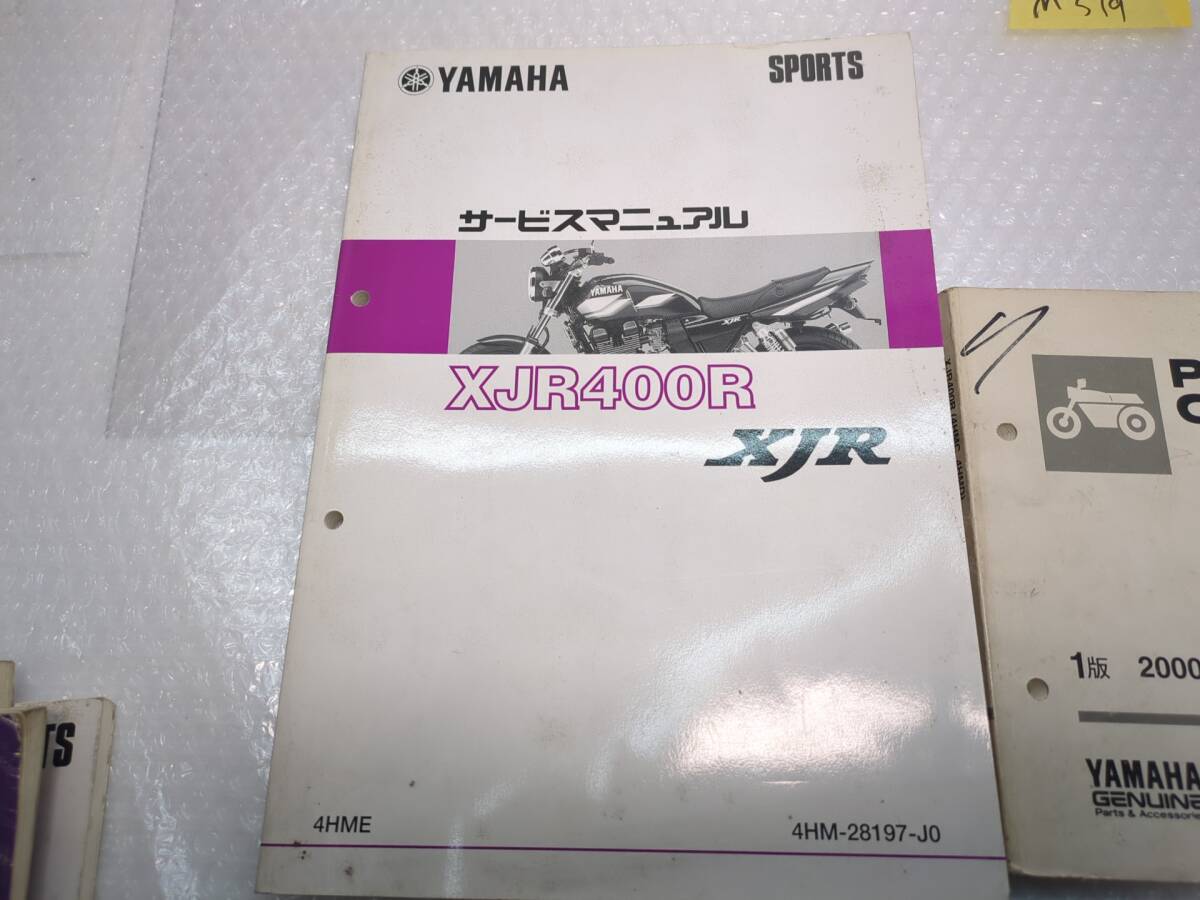 YAMAHA
SPORTS
サービスマニュアル
YAMAHA
XJR
XJR400R
XJR
4HME
4HM-28197-J0
XJR400R
P
C
1版 2000
YAMAHA
GENUINE
Parts & Accessories
TS